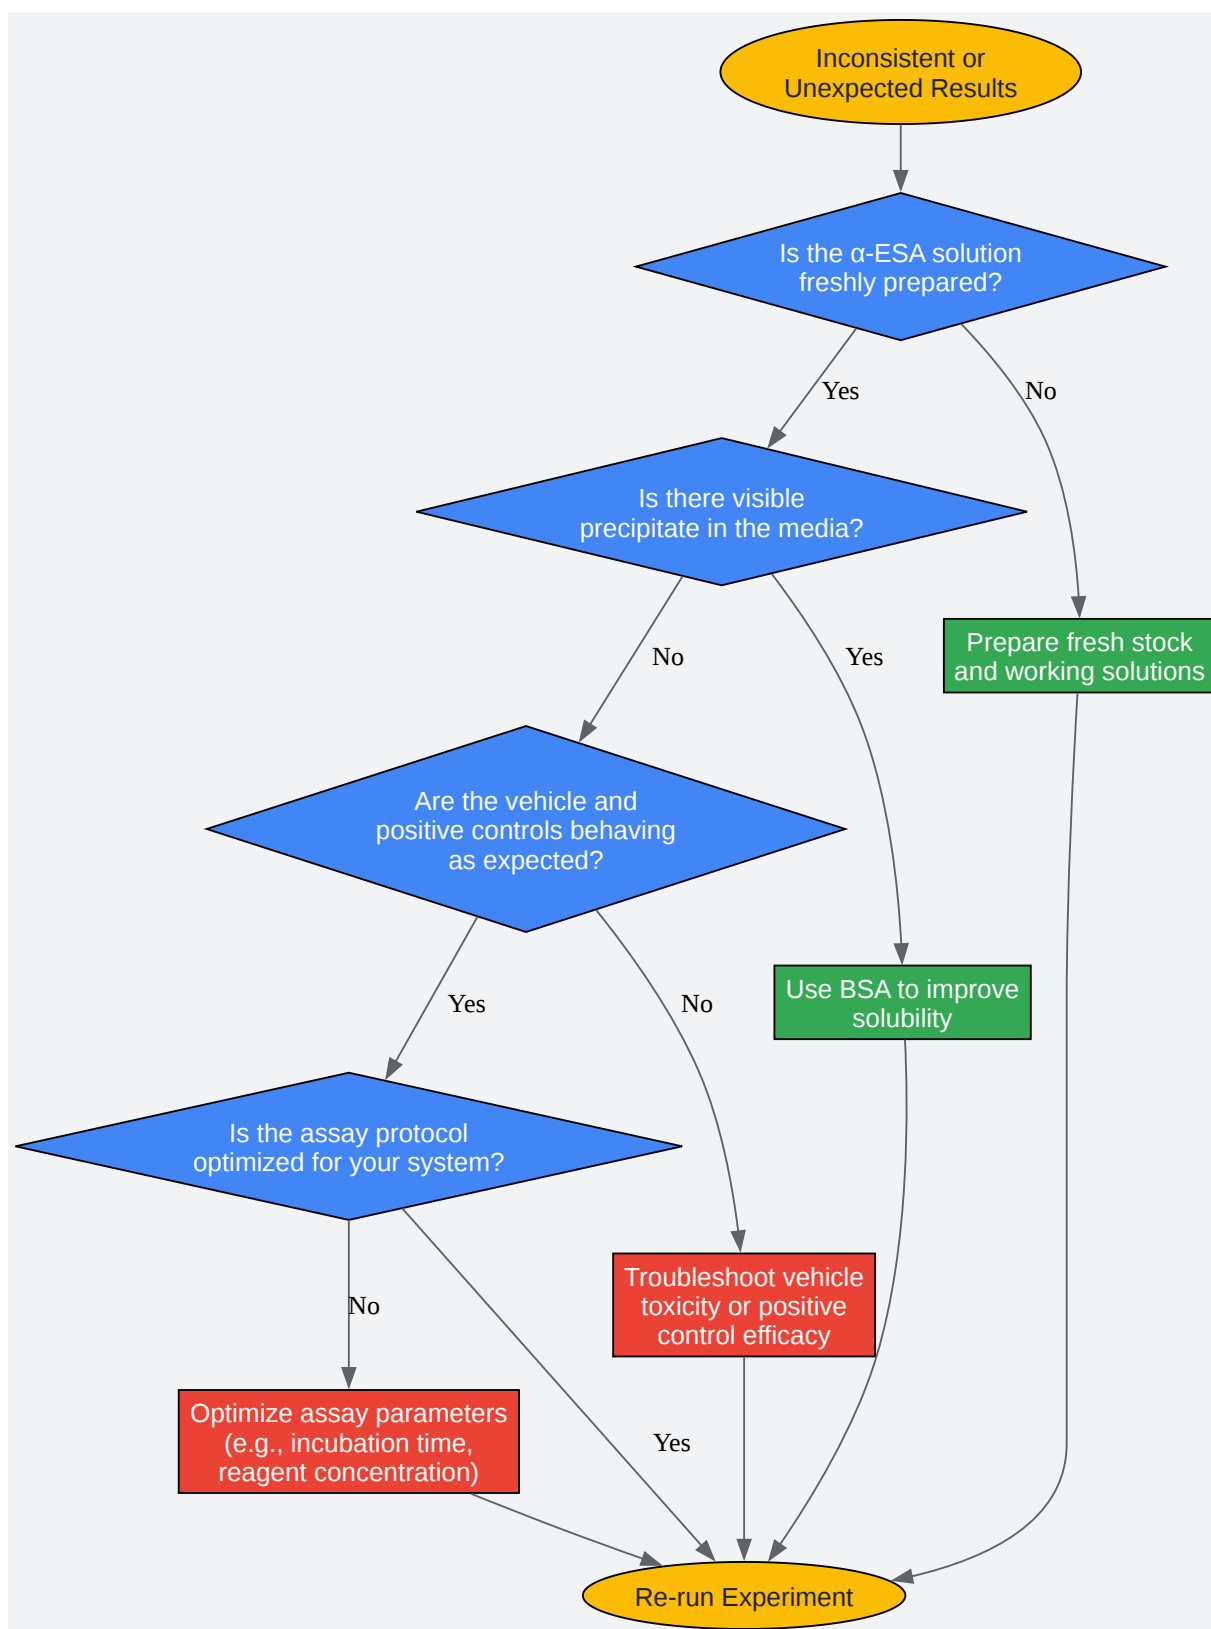 Inconsistent or
Unexpected Results
Is the α-ESA solution
freshly prepared?
Yes
No
Is there visible
precipitate in the media?
No
Yes
Prepare fresh stock
and working solutions
Are the vehicle and
positive controls behaving
as expected?
Yes
No
Use BSA to improve
solubility
Is the assay protocol
optimized for your system?
No
Yes
Troubleshoot vehicle
toxicity or positive
control efficacy
Optimize assay parameters
(e.g., incubation time,
reagent concentration)
Re-run Experiment